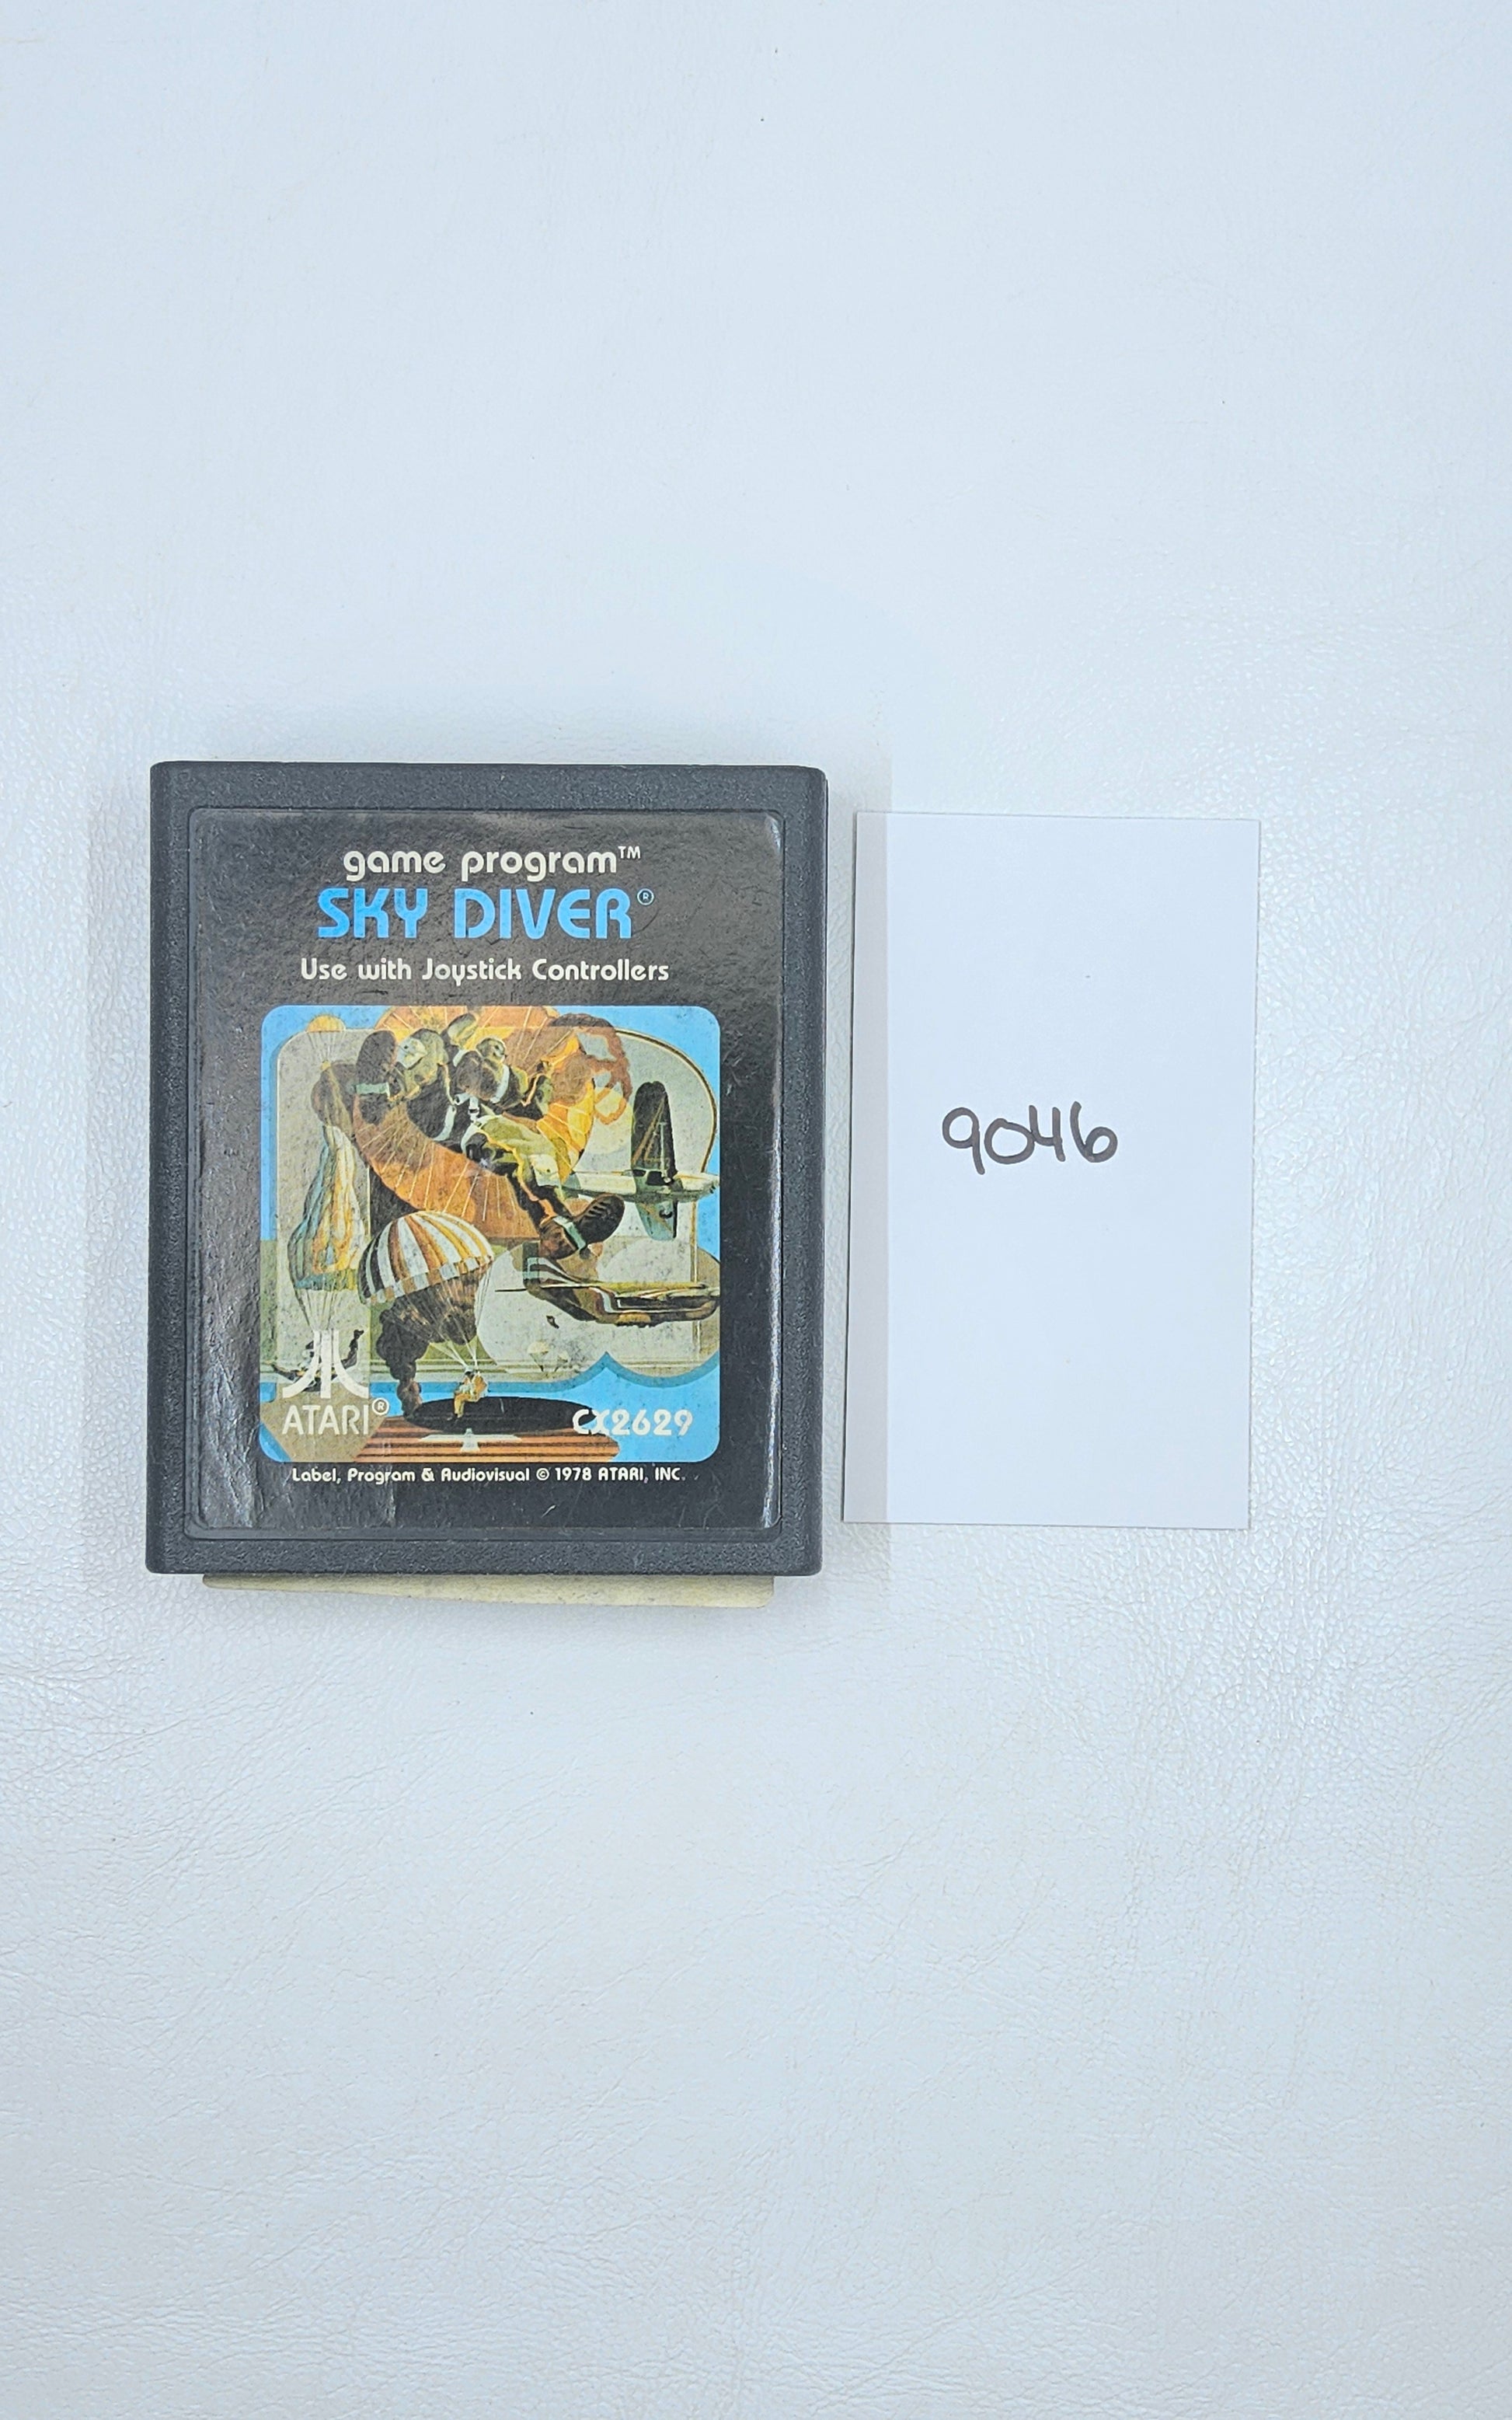 game program™
SKY DIVER®
Use with Joystick Controllers
ATARI®
CX2629
Label, Program & Audiovisual © 1978 ATARI, INC.
9046